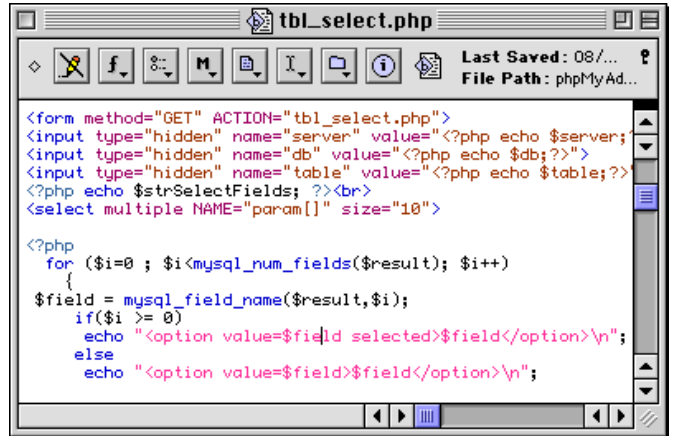 tbl_select.php
Last Saved: 08/...
File Path: phpMyAd...
<form method="GET" ACTION="tbl_select.php">
<input type="hidden" name="server" value="<?php echo $server;?
<input type="hidden" name="db" value="<?php echo $db;?>">
<input type="hidden" name="table" value="<?php echo $table;?>"
<?php echo $strSelectFields; ?><br>
<select multiple NAME="param[]" size="10">
<?php
for ($i=0 ; $i<mysql_num_fields($result); $i++)
{
$field = mysql_field_name($result,$i);
if($i >= 0)
echo "<option value=$field selected>$field</option>\n";
else
echo "<option value=$field>$field</option>\n";